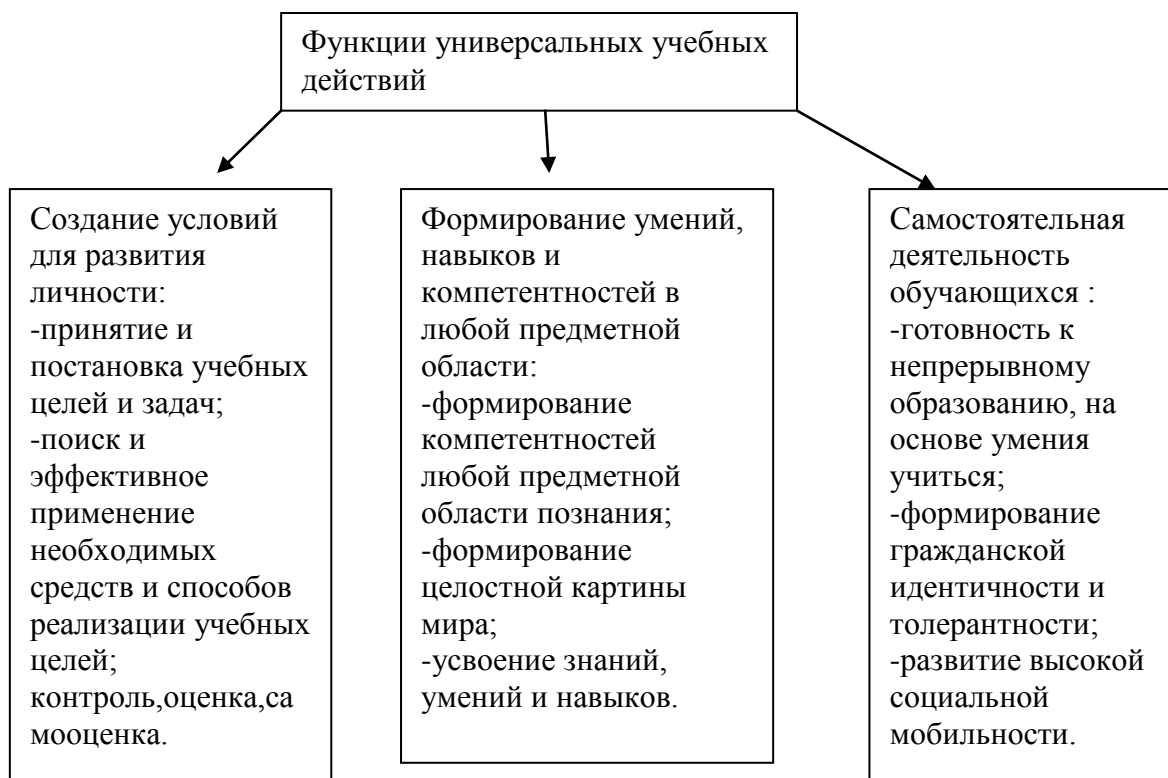 Функции универсальных учебных
действий
Создание условий
для развития
личности:
-принятие и
постановка учебных
целей и задач;
-поиск и
эффективное
применение
необходимых
средств и способов
реализации учебных
целей;
контроль,оценка,са
мооценка.
Формирование умений,
навыков и
компетентностей в
любой предметной
области:
-формирование
компетентностей
любой предметной
области познания;
-формирование
целостной картины
мира;
-усвоение знаний,
умений и навыков.
Самостоятельная
деятельность
обучающихся :
-готовность к
непрерывному
образованию, на
основе умения
учиться;
-формирование
гражданской
идентичности и
толерантности;
-развитие высокой
социальной
мобильности.